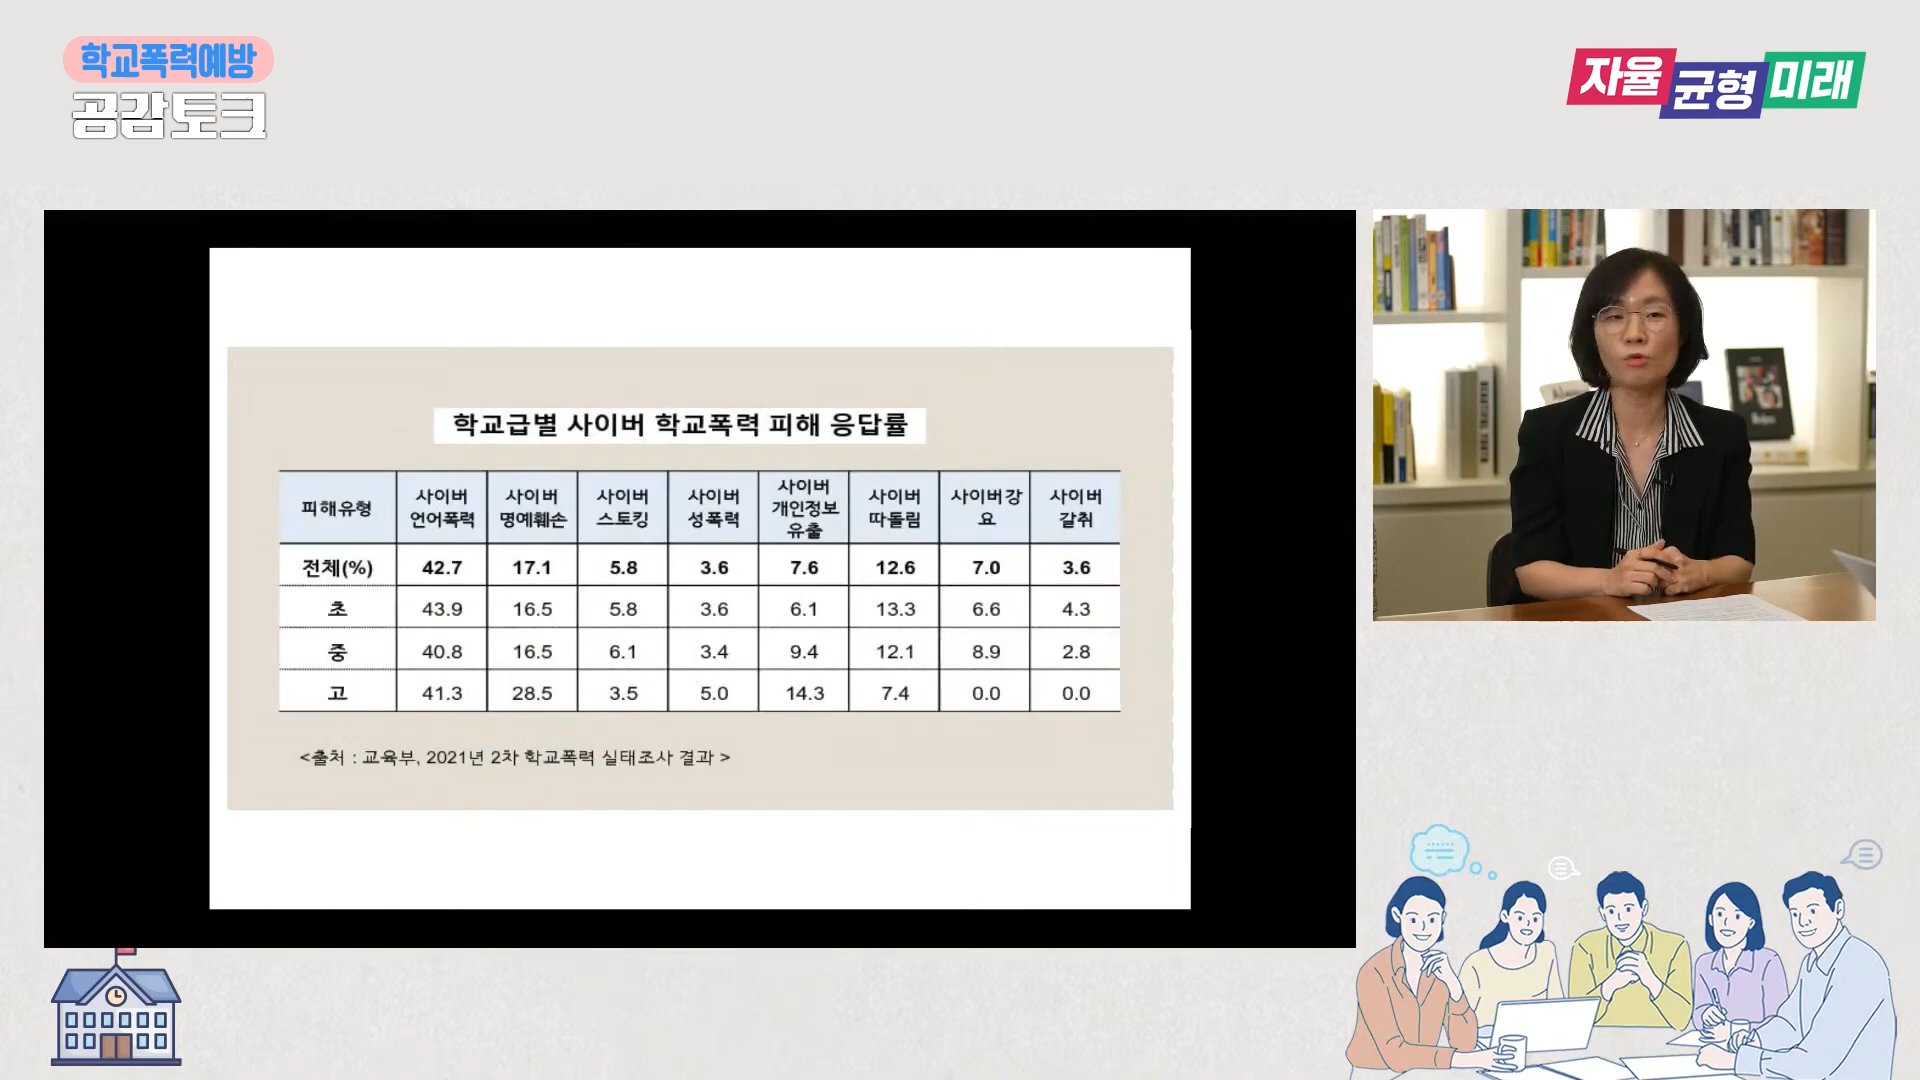 학교폭력예방
공감토크
자율 균형 미래
학교급별 사이버 학교폭력 피해 응답률
피해유형 사이버 언어폭력 사이버 명예훼손 사이버 스토킹 사이버 성폭력 사이버 개인정보 유출 사이버 따돌림 사이버강요 사이버 갈취
전체(%) 42.7 17.1 5.8 3.6 7.6 12.6 7.0 3.6
초 43.9 16.5 5.8 3.6 6.1 13.3 6.6 4.3
중 40.8 16.5 6.1 3.4 9.4 12.1 8.9 2.8
고 41.3 28.5 3.5 5.0 14.3 7.4 0.0 0.0
<출처 : 교육부, 2021년 2차 학교폭력 실태조사 결과 >